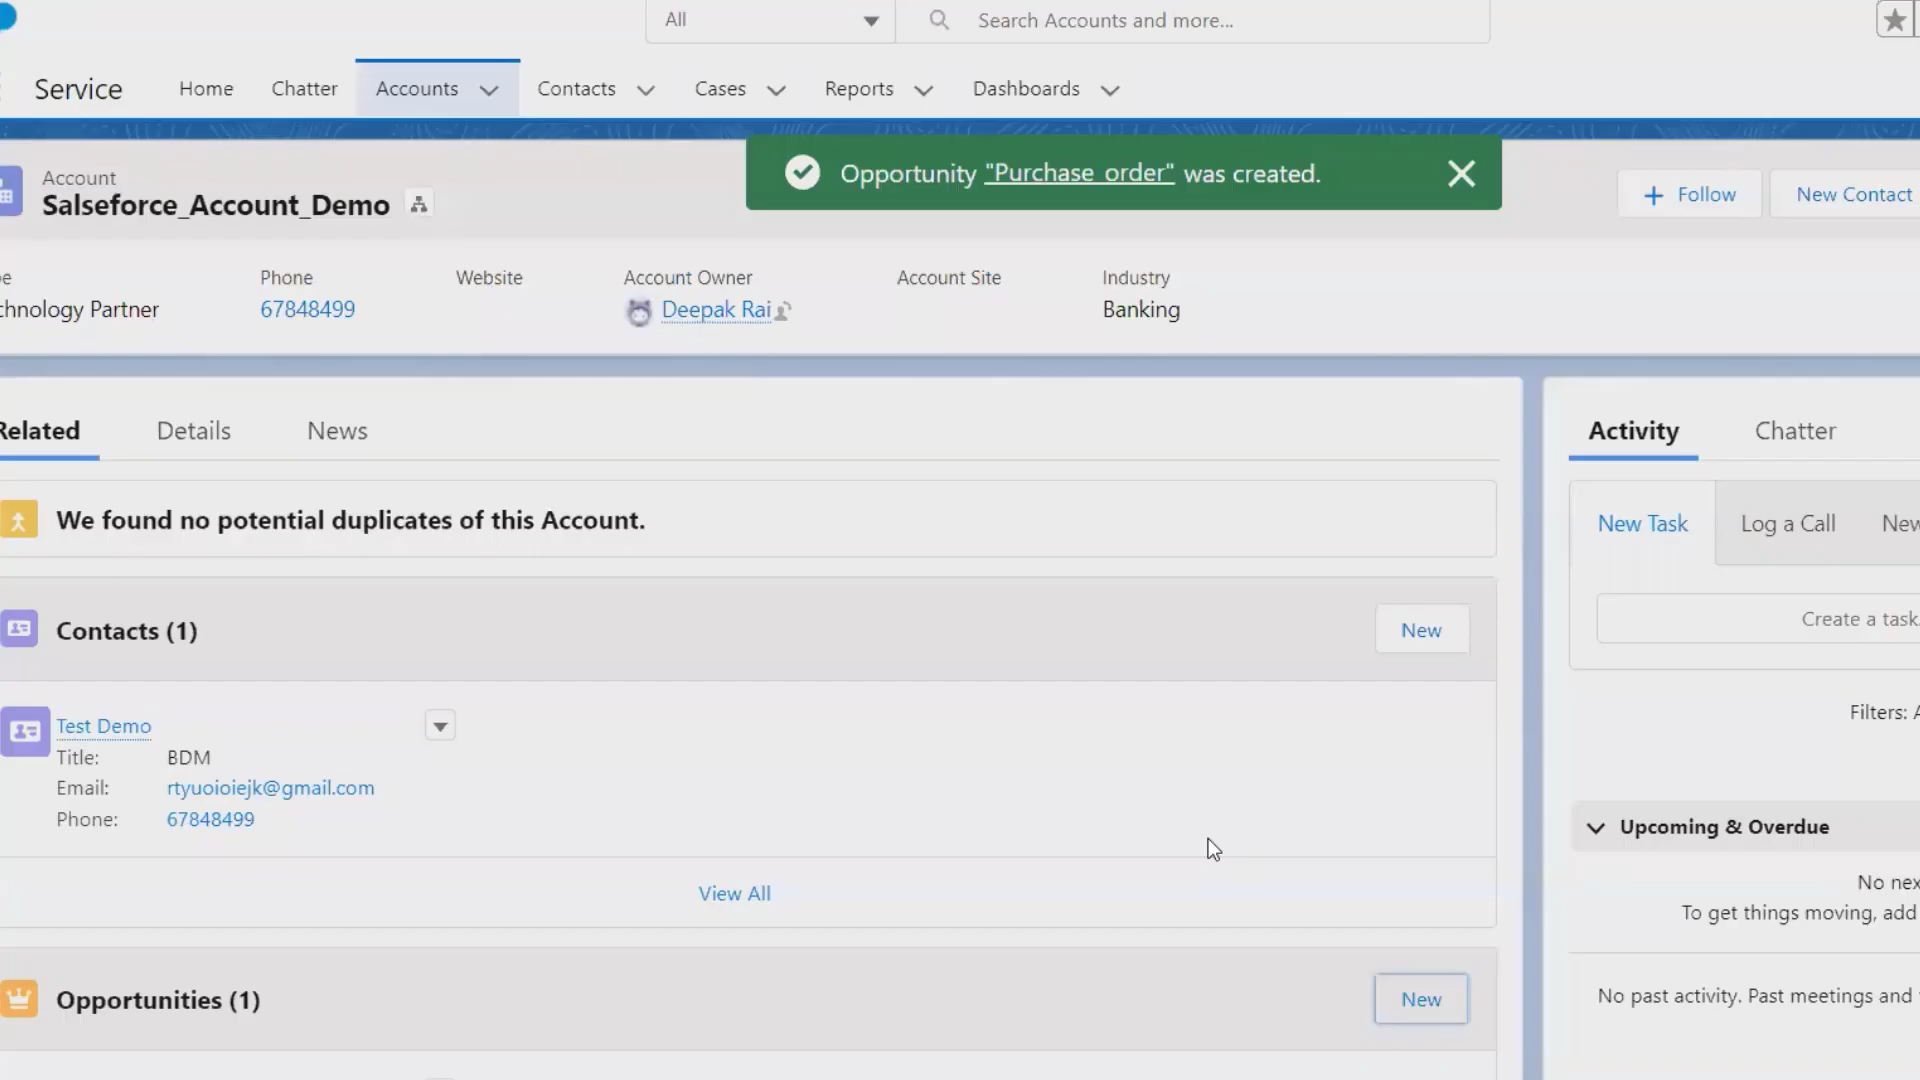 All
Search Accounts and more...
Service
Home
Chatter
Accounts
Contacts
Cases
Reports
Dashboards
Opportunity "Purchase order" was created.
Account
Salseforce_Account_Demo
Follow
New Contact
Phone
Website
Account Owner
Account Site
Industry
chnology Partner
67848499
Deepak Rai
Banking
Related
Details
News
Activity
Chatter
We found no potential duplicates of this Account.
New Task
Log a Call
New
Create a task.
Contacts (1)
New
Filters: A
Test Demo
Title: BDM
Email: rtyuoioiejk@gmail.com
Phone: 67848499
Upcoming & Overdue
View All
No nex
To get things moving, add
Opportunities (1)
New
No past activity. Past meetings and